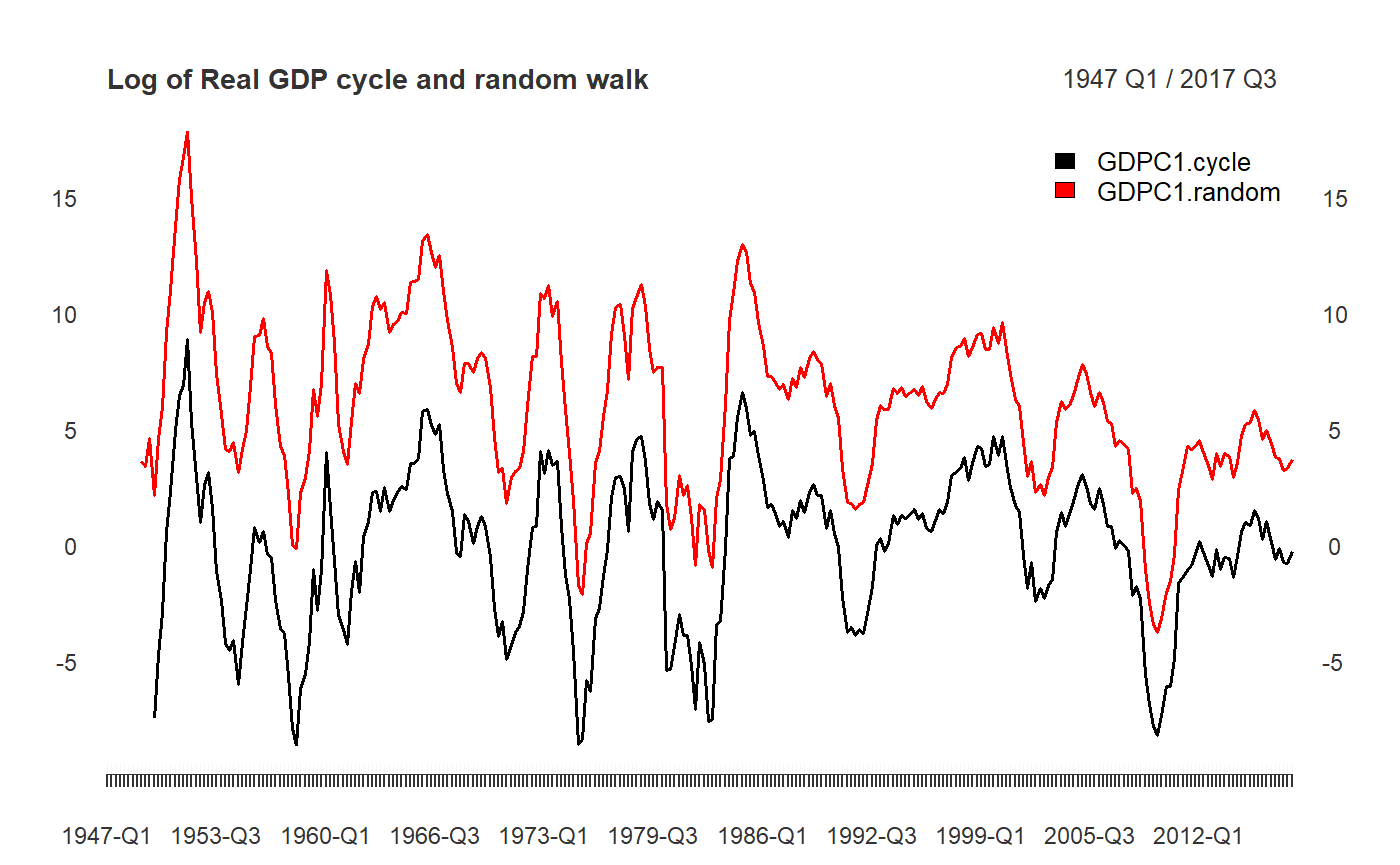 Log of Real GDP cycle and random walk 1947 Q1 / 2017 Q3
GDPC1.cycle
GDPC1.random
15 15
10 10
5 5
0 0
-5 -5
1947-Q1 1953-Q3 1960-Q1 1966-Q3 1973-Q1 1979-Q3 1986-Q1 1992-Q3 1999-Q1 2005-Q3 2012-Q1